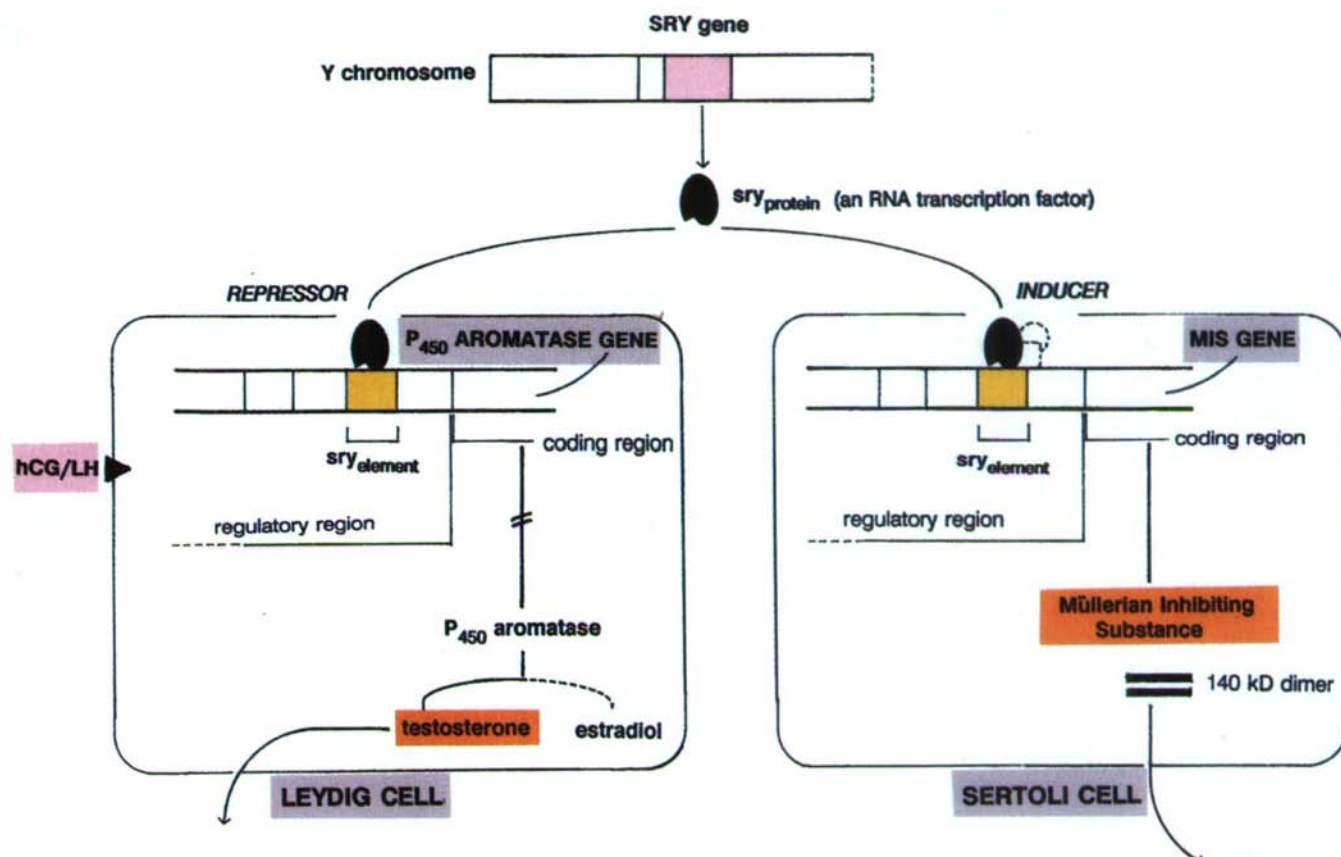 SRY gene
Y chromosome
sry protein (an RNA transcription factor)
REPRESSOR
P450 AROMATASE GENE
coding region
sry element
hCG/LH
regulatory region
P450 aromatase
testosterone
estradiol
LEYDIG CELL
INDUCER
MIS GENE
coding region
sry element
regulatory region
Müllerian Inhibiting
Substance
140 kD dimer
SERTOLI CELL